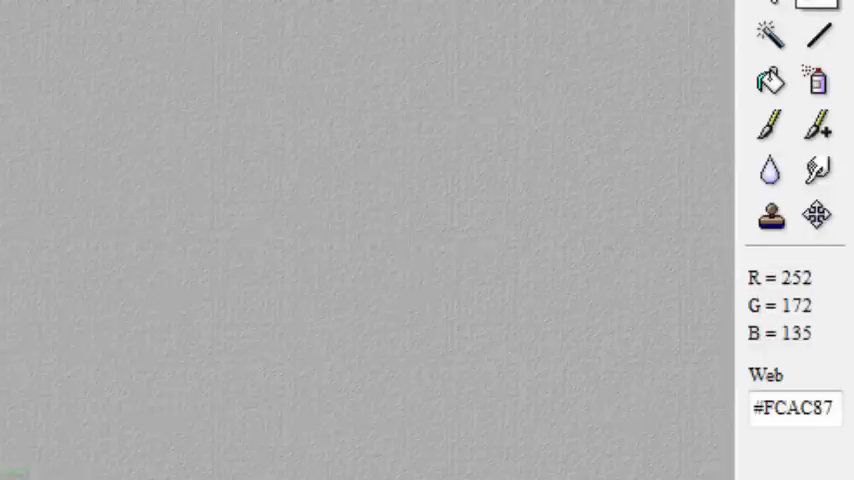 R = 252
G = 172
B = 135
Web
#FCAC87